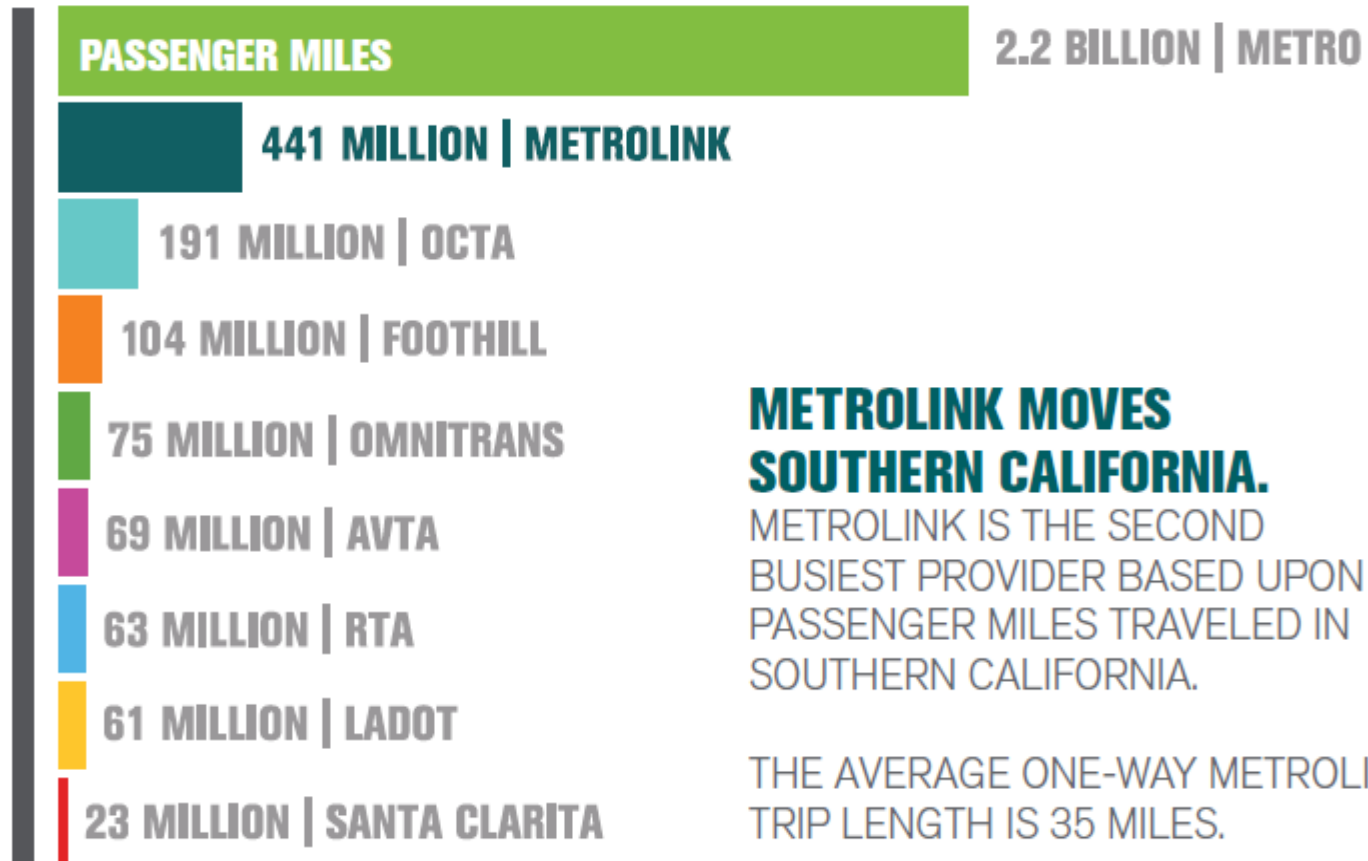 PASSENGER MILES
2.2 BILLION | METRO
441 MILLION | METROLINK
191 MILLION | OCTA
104 MILLION | FOOTHILL
75 MILLION | OMNITRANS
69 MILLION | AVTA
63 MILLION | RTA
61 MILLION | LADOT
23 MILLION | SANTA CLARITA
METROLINK MOVES
SOUTHERN CALIFORNIA.
METROLINK IS THE SECOND
BUSIEST PROVIDER BASED UPON
PASSENGER MILES TRAVELED IN
SOUTHERN CALIFORNIA.
THE AVERAGE ONE-WAY
TRIP LENGTH IS 35 MILES.